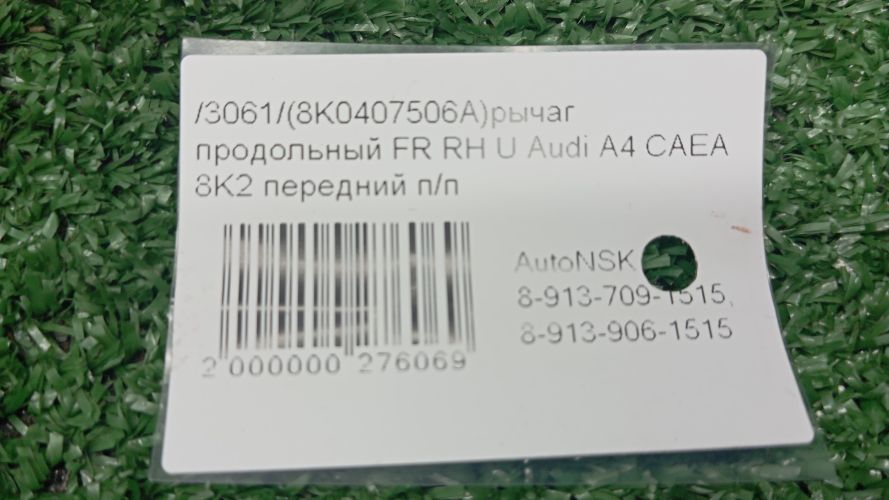 /3061/(8K0407506A)рычаг
продольный FR RH U Audi A4 CAEA
8K2 передний п/п
AutoNSK
8-913-709-1515,
8-913-906-1515
2 000000 276069